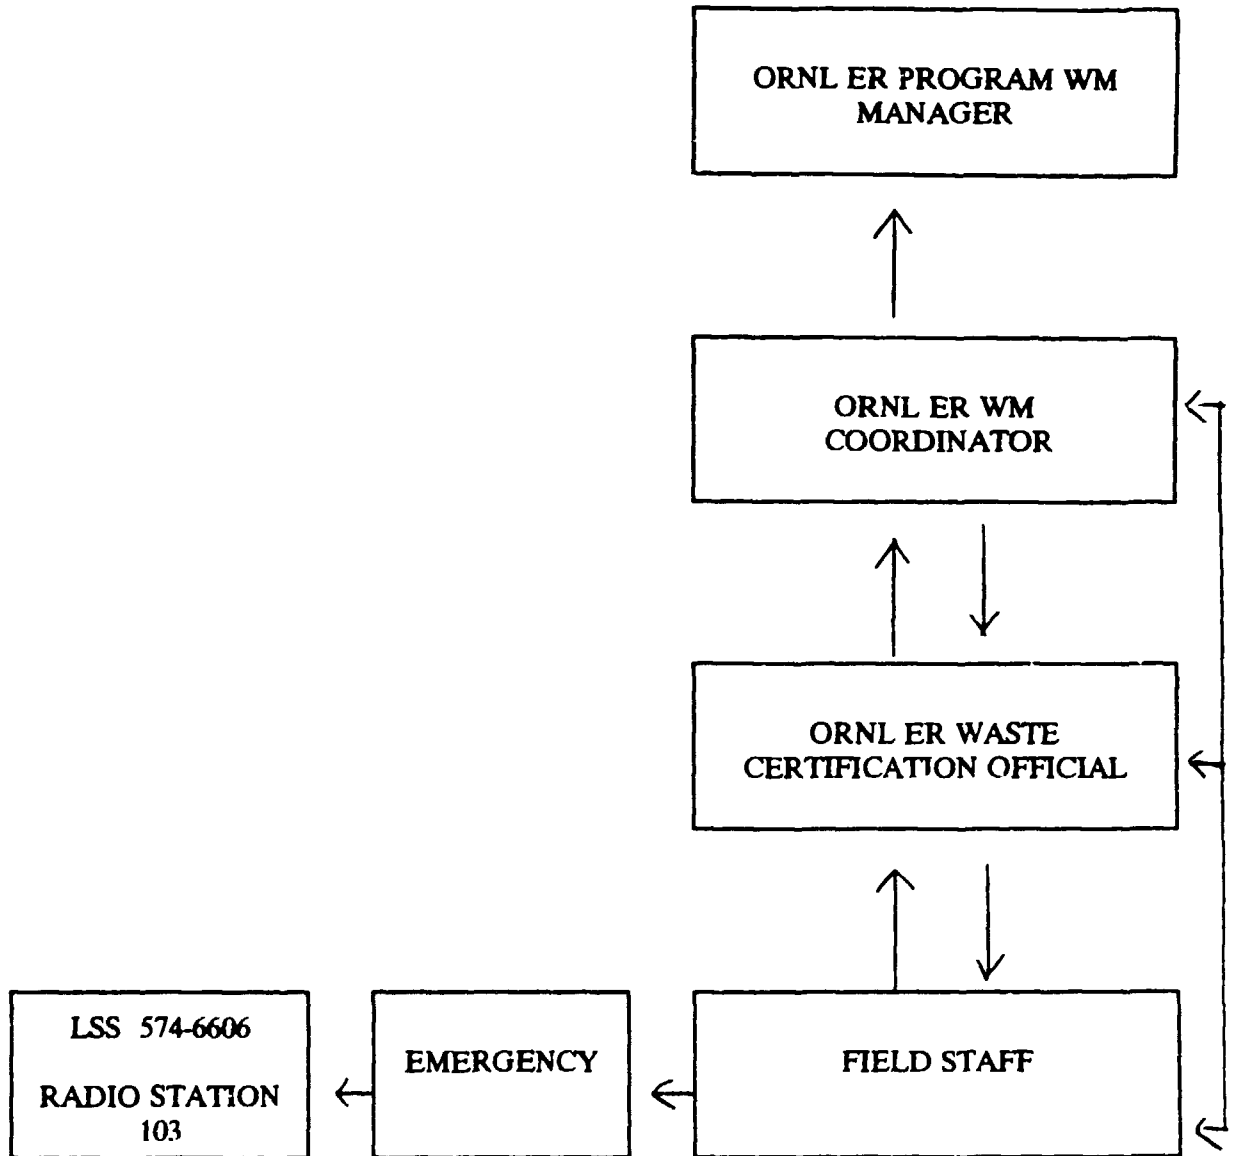 ORNL ER PROGRAM WM
MANAGER
ORNL ER WM
COORDINATOR
ORNL ER WASTE
CERTIFICATION OFFICIAL
LSS 574-6606
RADIO STATION
103
EMERGENCY
FIELD STAFF